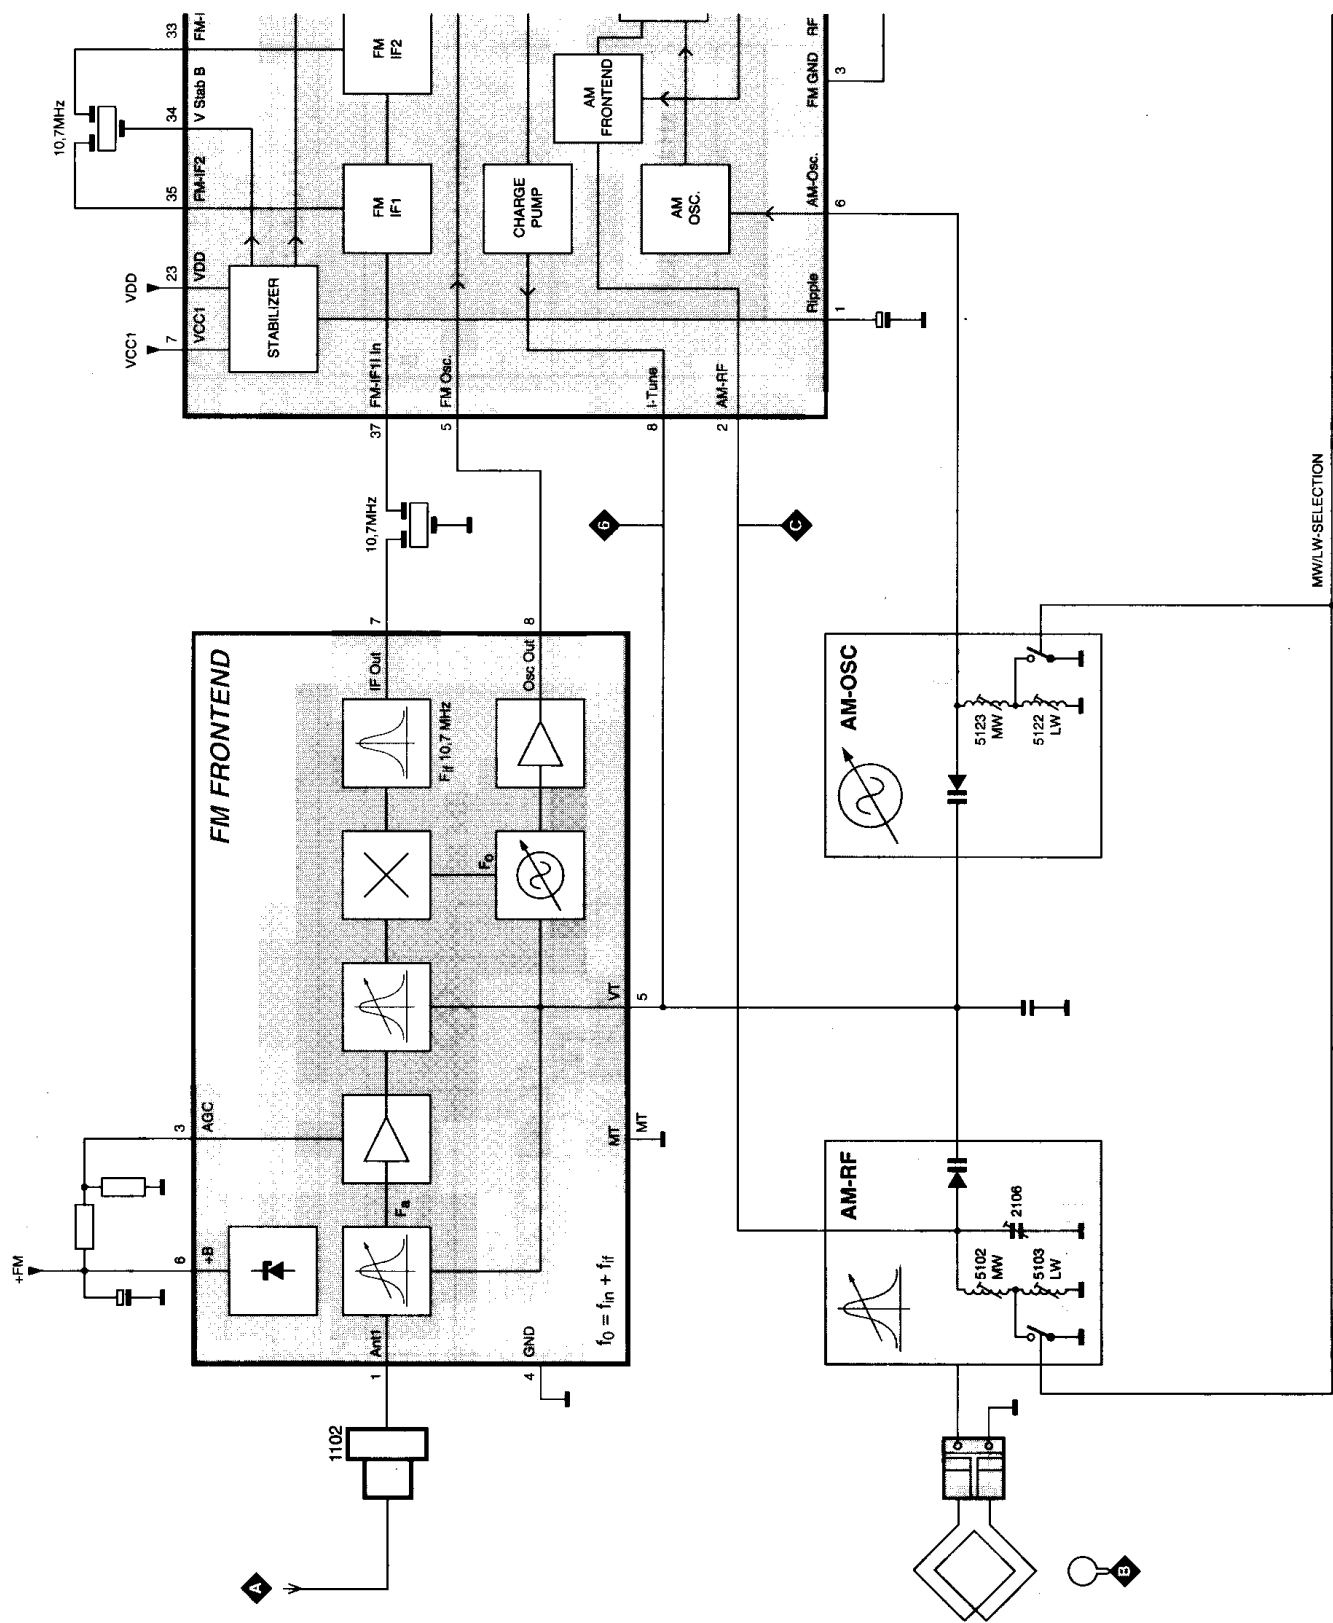 A
1102
1
Ant1
4
GND
+FM
6
+B
3
AGC
FM FRONTEND
Fa
Fo
Fif 10,7 MHz
IF Out
7
Osc Out
8
VT
5
MT
MT
f0 = fin + fif
10,7MHz
37
FM-IF1I In
5
FM Osc.
8
I-Tune
2
AM-RF
6
C
VCC1
7
VCC1
VDD
23
VDD
35
FM-IF2
34
V Stab B
33
FM-I
10,7MHz
STABILIZER
FM
IF1
FM
IF2
CHARGE
PUMP
AM
FRONTEND
AM
OSC.
Ripple
1
AM-Osc.
6
FM GND
3
RF
B
AM-RF
5102
MW
5103
LW
2106
AM-OSC
5123
MW
5122
LW
MW/LW-SELECTION